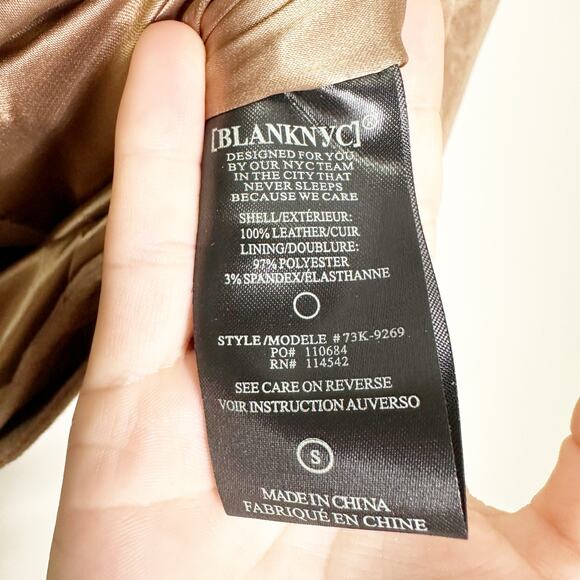 [BLANKNYC]®
DESIGNED FOR YOU
BY OUR NYC TEAM
IN THE CITY THAT
NEVER SLEEPS
BECAUSE WE CARE
SHELL/EXTÉRIEUR:
100% LEATHER/CUIR
LINING/DOUBLURE:
97% POLYESTER
3% SPANDEX/ÉLASTHANNE
STYLE/MODELE #73K-9269
PO# 110684
RN# 114542
SEE CARE ON REVERSE
VOIR INSTRUCTION AUVERSO
S
MADE IN CHINA
FABRIQUÉ EN CHINE